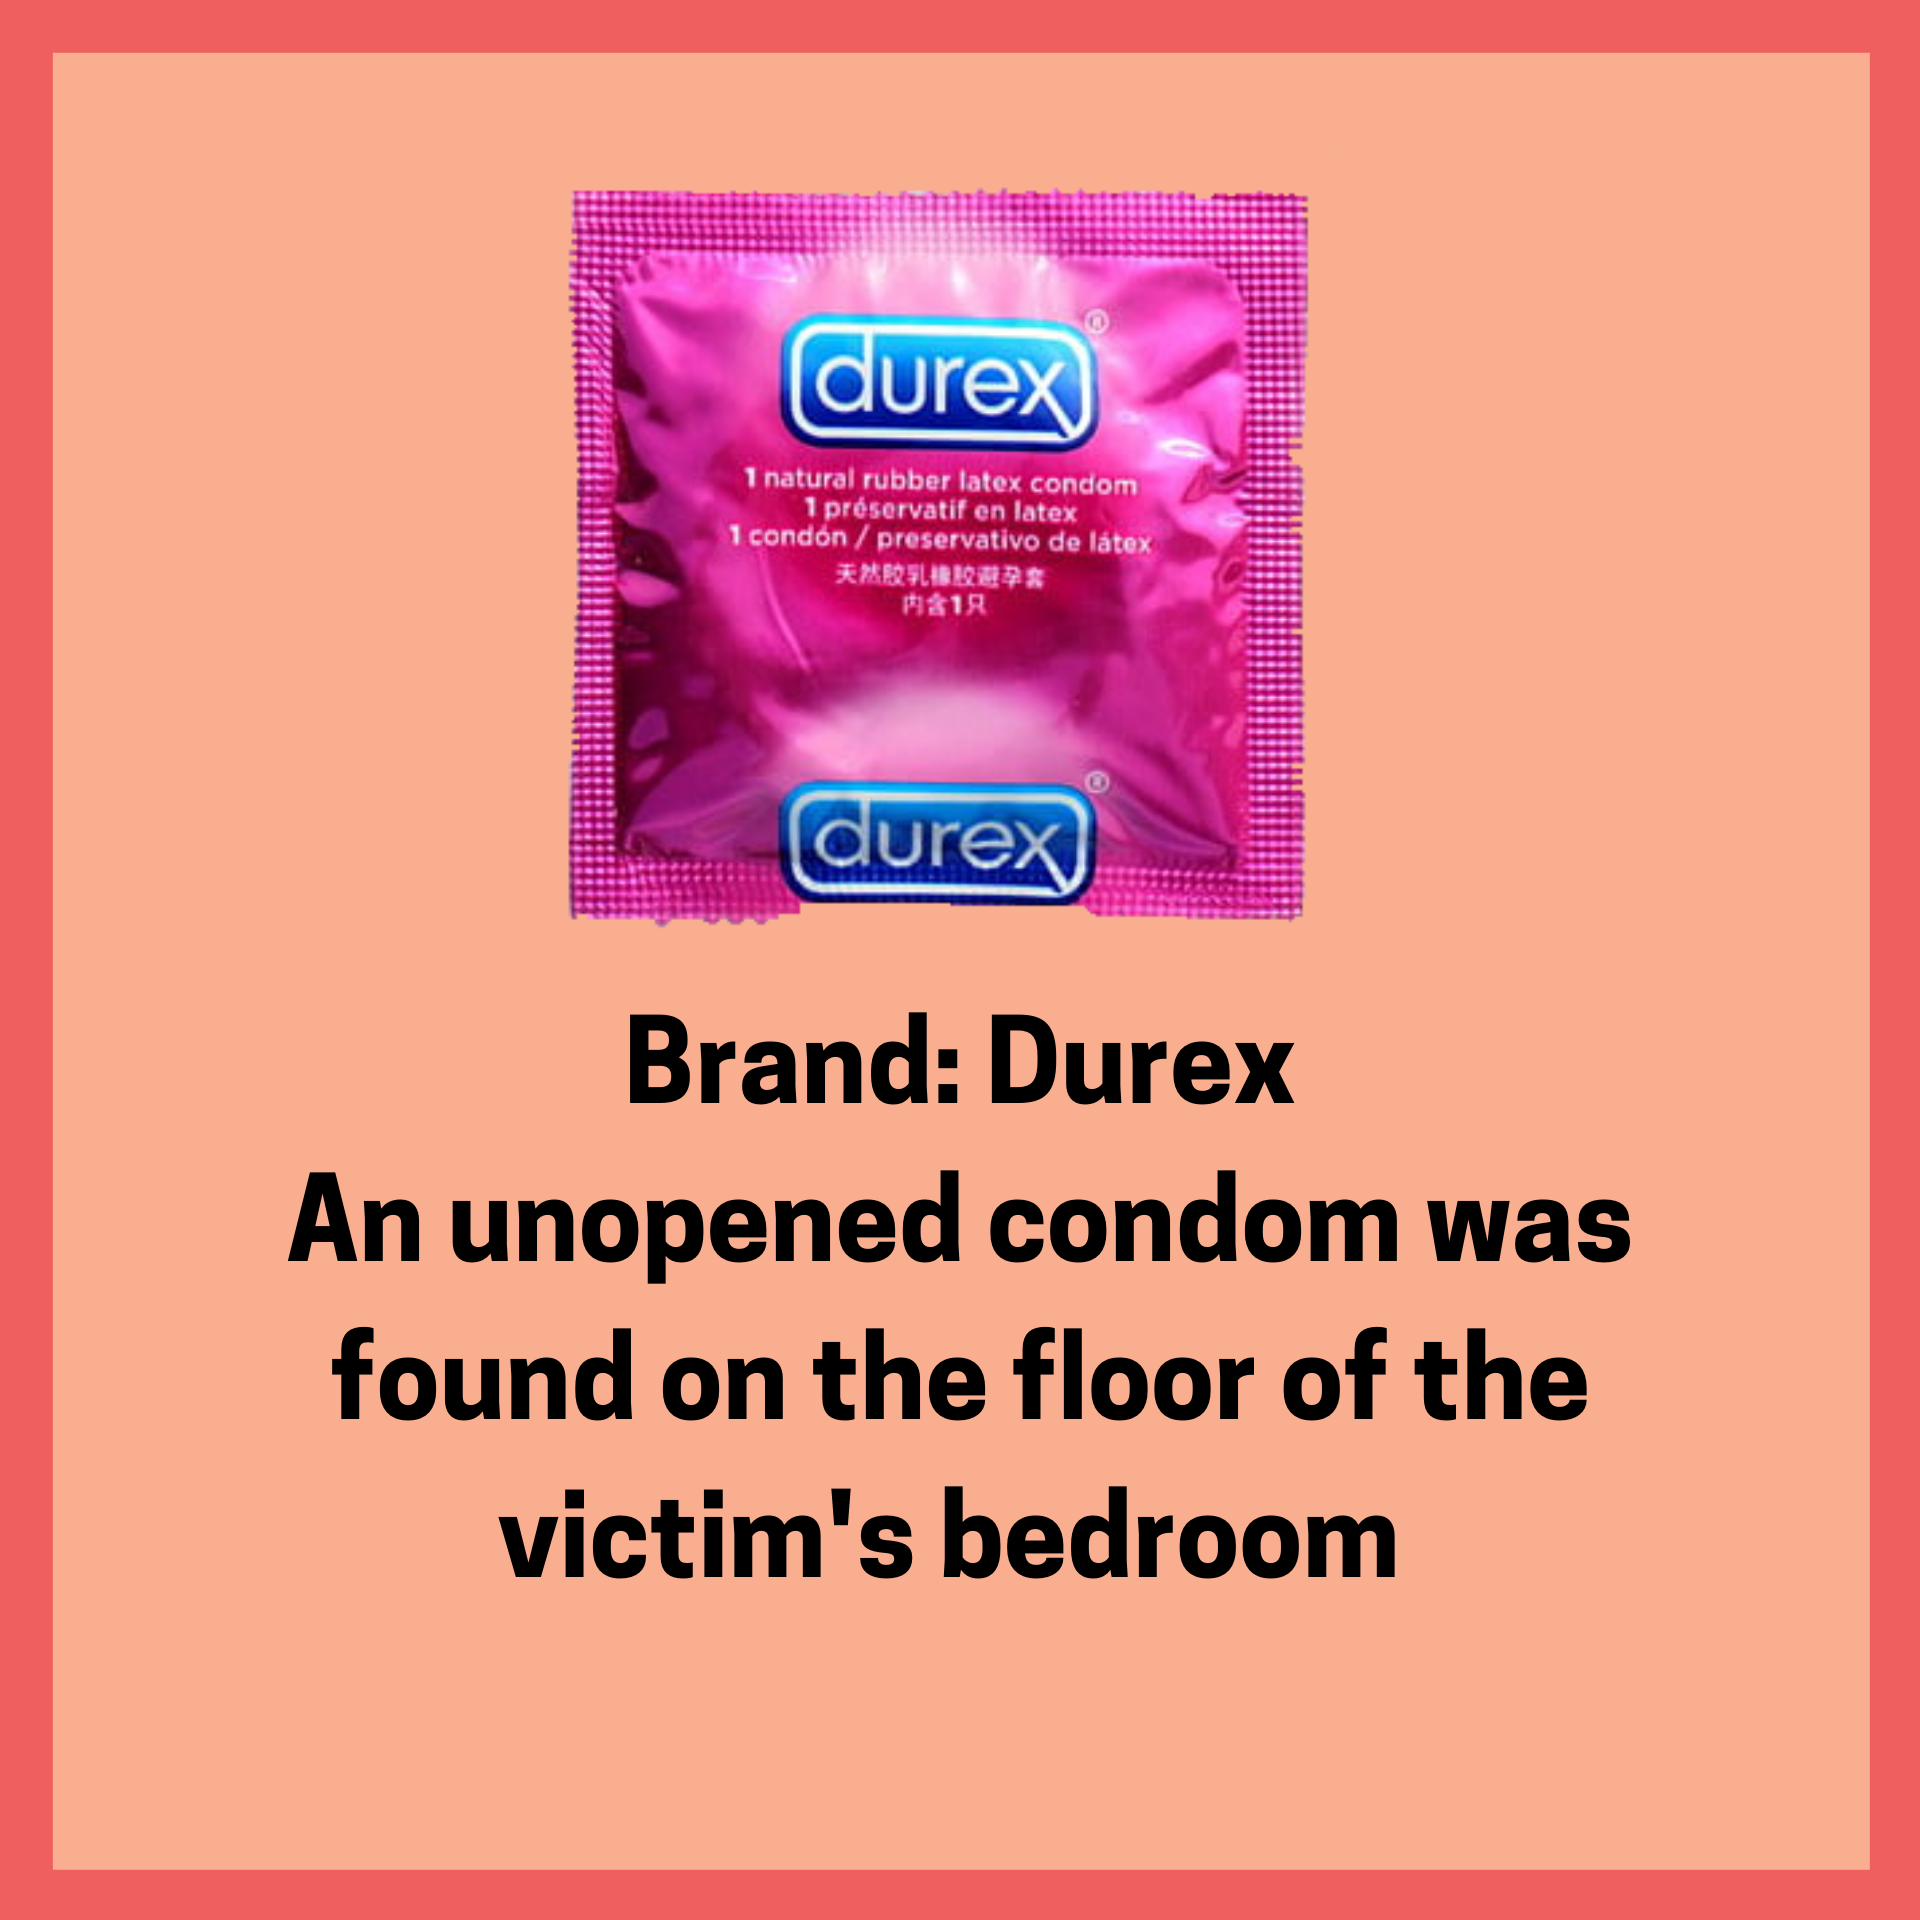 durex
1 natural rubber latex condom
1 préservatif en latex
1 condón / preservativo de látex
天然胶乳橡胶避孕套
内含1只
durex
Brand: Durex
An unopened condom was
found on the floor of the
victim's bedroom